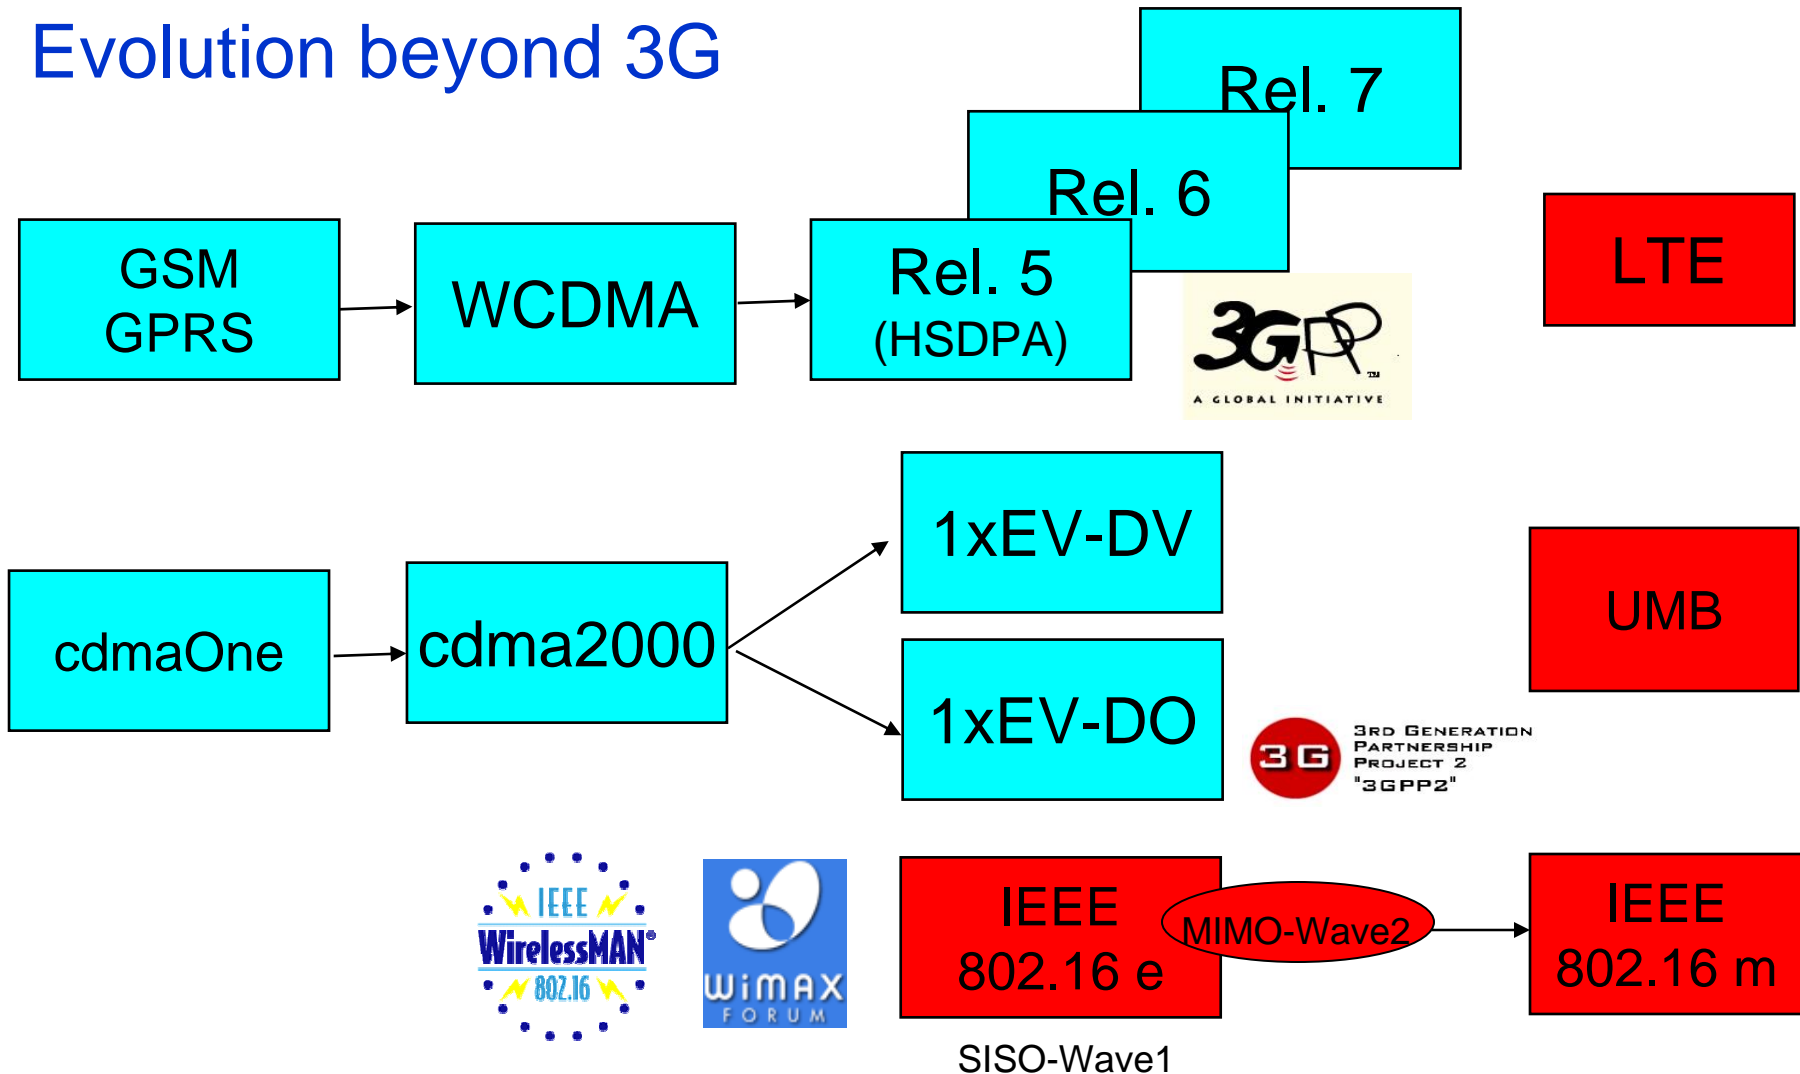 Evolution beyond 3G
Rel. 7
Rel. 6
GSM
GPRS
WCDMA
Rel. 5
(HSDPA)
LTE
3GPP
TM
A GLOBAL INITIATIVE
1xEV-DV
cdmaOne
cdma2000
UMB
1xEV-DO
3G
3RD GENERATION
PARTNERSHIP
PROJECT 2
"3GPP2"
IEEE
WirelessMAN®
802.16
WiMAX
FORUM
IEEE
802.16 e
MIMO-Wave2
IEEE
802.16 m
SISO-Wave1